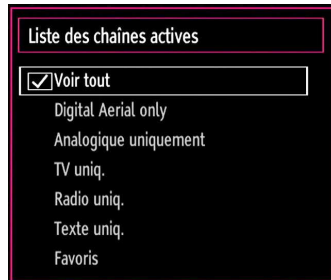 Liste des chaînes actives
Voir tout
Digital Aerial only
Analogique uniquement
TV uniq.
Radio uniq.
Texte uniq.
Favoris